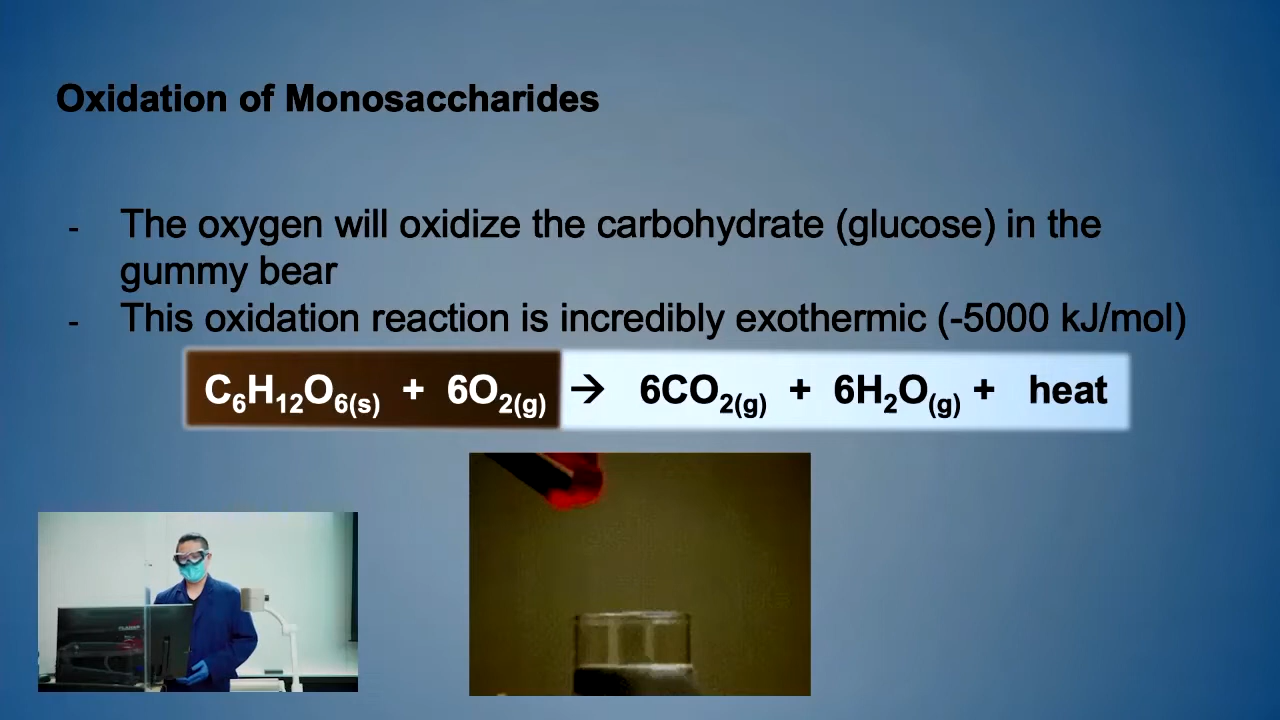 Oxidation of Monosaccharides
- The oxygen will oxidize the carbohydrate (glucose) in the
gummy bear
- This oxidation reaction is incredibly exothermic (-5000 kJ/mol)
C₆H₁₂O₆₍s₎ + 6O₂₍g₎ → 6CO₂₍g₎ + 6H₂O₍g₎ + heat